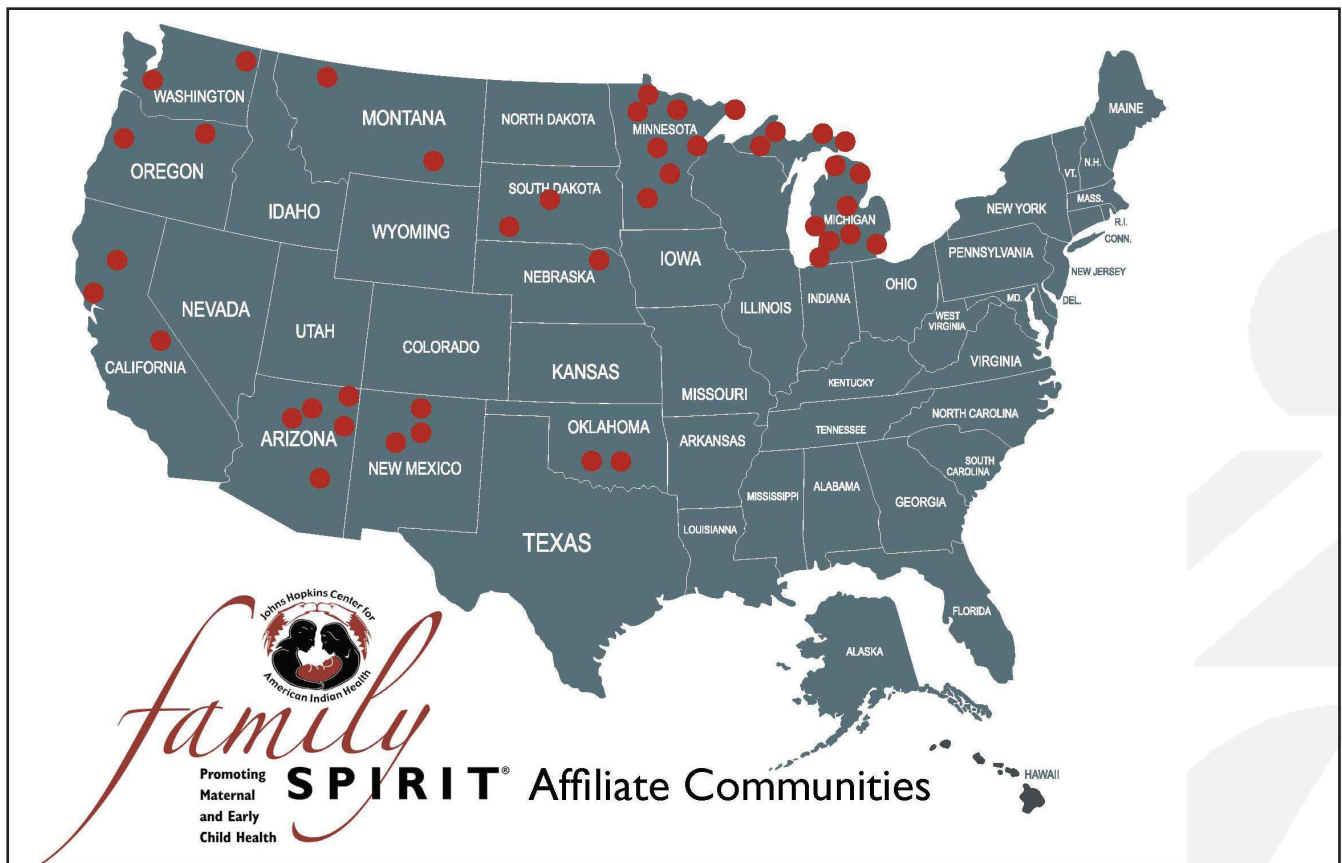 WASHINGTON
MONTANA
NORTH DAKOTA
MINNESOTA
MAINE
OREGON
IDAHO
SOUTH DAKOTA
WYOMING
MICHIGAN
VT.
N.H.
MASS.
NEW YORK
R.I.
CONN.
NEBRASKA
IOWA
PENNSYLVANIA
NEW JERSEY
NEVADA
UTAH
COLORADO
ILLINOIS
INDIANA
OHIO
MD.
DEL.
WEST
VIRGINIA
VIRGINIA
CALIFORNIA
KANSAS
MISSOURI
KENTUCKY
ARIZONA
NEW MEXICO
OKLAHOMA
ARKANSAS
TENNESSEE
NORTH CAROLINA
SOUTH
CAROLINA
TEXAS
LOUISIANNA
MISSISSIPPI
ALABAMA
GEORGIA
FLORIDA
ALASKA
HAWAII
Johns Hopkins Center for
American Indian Health
family
SPIRIT® Affiliate Communities
Promoting
Maternal
and Early
Child Health